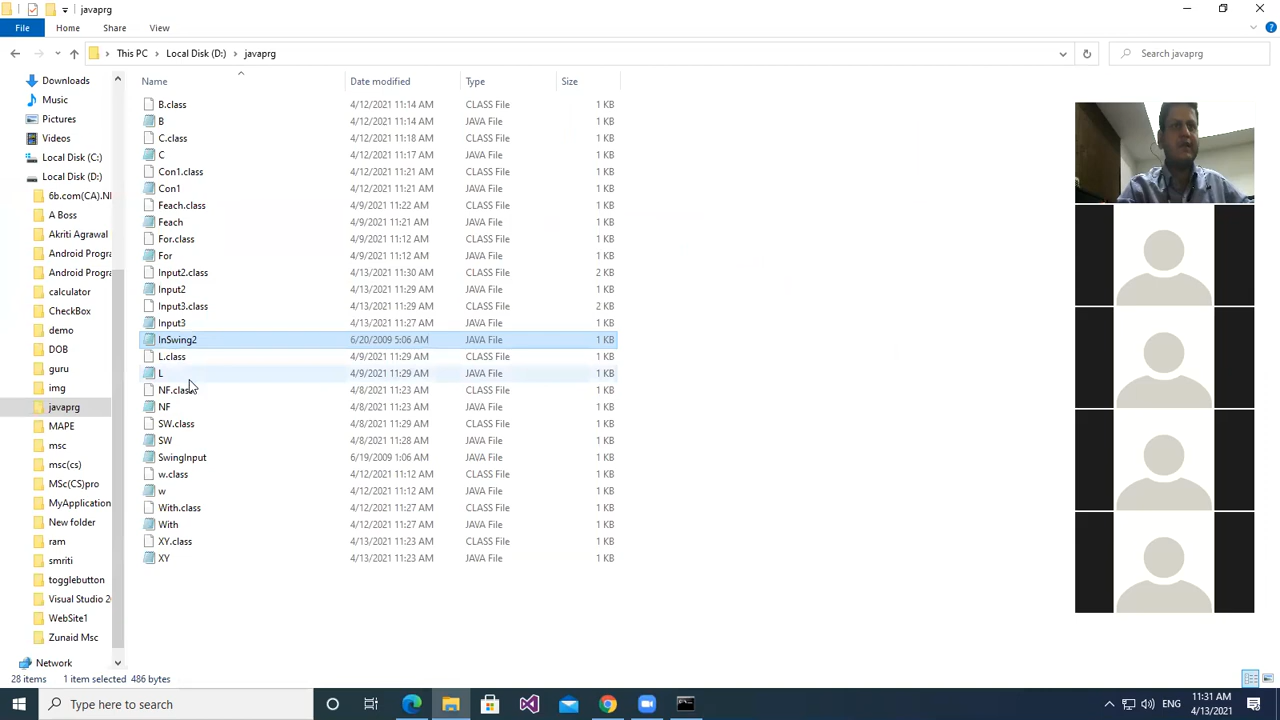 javaprg
File Home Share View
This PC Local Disk (D:) javaprg Search javaprg
Name Date modified Type Size
Downloads
Music
Pictures
Videos
Local Disk (C:)
Local Disk (D:)
6b.com(CA).NI
A Boss
Akriti Agrawal
Android Progra
Android Progra
calculator
CheckBox
demo
DOB
guru
img
javaprg
MAPE
msc
msc(cs)
MSc(CS)pro
MyApplication
New folder
ram
smriti
togglebutton
Visual Studio 20
WebSite1
Zunaid Msc
Network
B.class 4/12/2021 11:14 AM CLASS File 1 KB
B 4/12/2021 11:14 AM JAVA File 1 KB
C.class 4/12/2021 11:18 AM CLASS File 1 KB
C 4/12/2021 11:17 AM JAVA File 1 KB
Con1.class 4/12/2021 11:21 AM CLASS File 1 KB
Con1 4/12/2021 11:21 AM JAVA File 1 KB
Feach.class 4/9/2021 11:22 AM CLASS File 1 KB
Feach 4/9/2021 11:21 AM JAVA File 1 KB
For.class 4/9/2021 11:12 AM CLASS File 1 KB
For 4/9/2021 11:12 AM JAVA File 1 KB
Input2.class 4/13/2021 11:30 AM CLASS File 2 KB
Input2 4/13/2021 11:29 AM JAVA File 1 KB
Input3.class 4/13/2021 11:29 AM CLASS File 2 KB
Input3 4/13/2021 11:27 AM JAVA File 1 KB
InSwing2 6/20/2009 5:06 AM JAVA File 1 KB
L.class 4/9/2021 11:29 AM CLASS File 1 KB
L 4/9/2021 11:29 AM JAVA File 1 KB
NF.class 4/8/2021 11:23 AM CLASS File 1 KB
NF 4/8/2021 11:23 AM JAVA File 1 KB
SW.class 4/8/2021 11:29 AM CLASS File 1 KB
SW 4/8/2021 11:28 AM JAVA File 1 KB
SwingInput 6/19/2009 1:06 AM JAVA File 1 KB
w.class 4/12/2021 11:12 AM CLASS File 1 KB
w 4/12/2021 11:12 AM JAVA File 1 KB
With.class 4/12/2021 11:27 AM CLASS File 1 KB
With 4/12/2021 11:27 AM JAVA File 1 KB
XY.class 4/13/2021 11:23 AM CLASS File 1 KB
XY 4/13/2021 11:23 AM JAVA File 1 KB
28 items 1 item selected 486 bytes
Type here to search
ENG
11:31 AM
4/13/2021